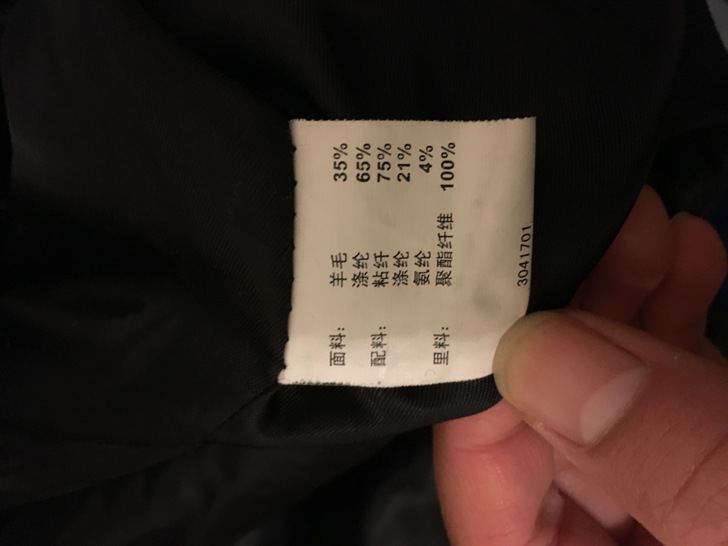 面料: 羊毛 35%
涤纶 65%
配料: 粘纤 75%
涤纶 21%
氨纶 4%
里料: 聚酯纤维 100%
3041701